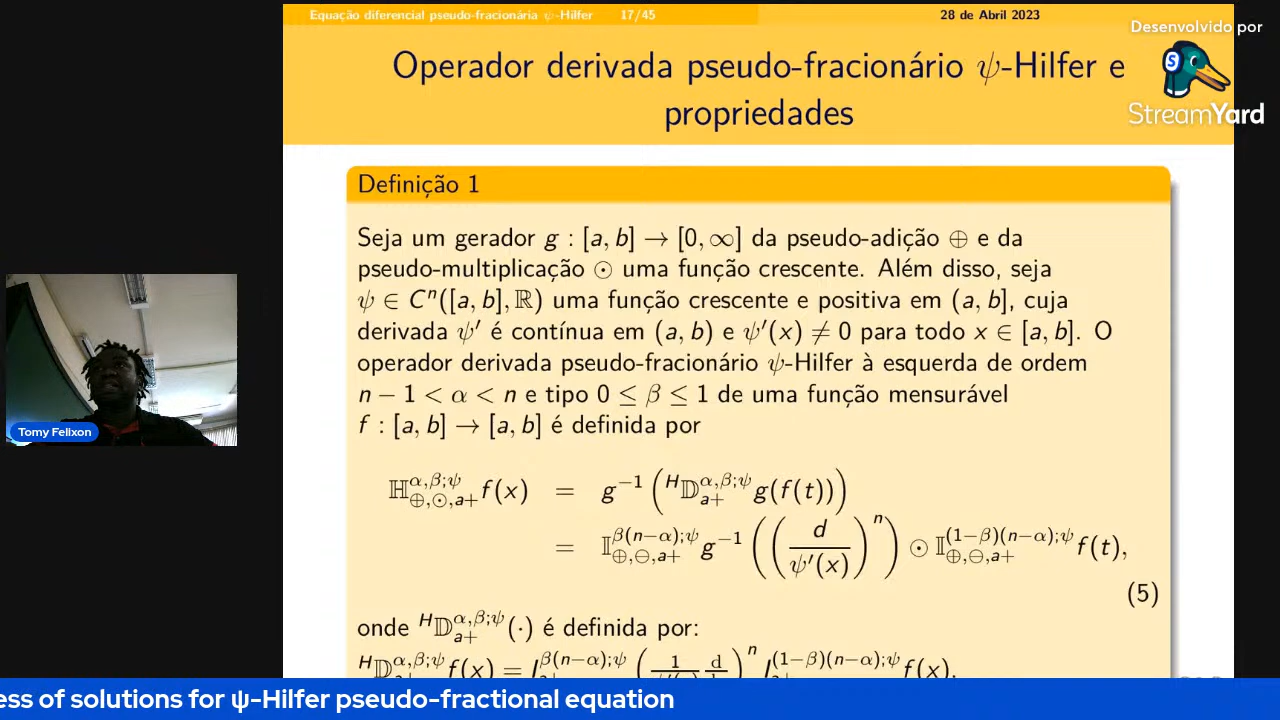 Equação diferencial pseudo-fracionária ψ-Hilfer 17/45 28 de Abril 2023
Desenvolvido por
StreamYard
Operador derivada pseudo-fracionário ψ-Hilfer e
propriedades
Definição 1
Seja um gerador g : [a, b] → [0, ∞] da pseudo-adição ⊕ e da
pseudo-multiplicação ⊙ uma função crescente. Além disso, seja
ψ ∈ Cⁿ([a, b], ℝ) uma função crescente e positiva em (a, b], cuja
derivada ψ′ é contínua em (a, b) e ψ′(x) ≠ 0 para todo x ∈ [a, b]. O
operador derivada pseudo-fracionário ψ-Hilfer à esquerda de ordem
n − 1 < α < n e tipo 0 ≤ β ≤ 1 de uma função mensurável
f : [a, b] → [a, b] é definida por
ℍ^{α,β;ψ}_{⊕,⊙,a+} f(x) = g^{−1} ( ^H𝔻^{α,β;ψ}_{a+} g(f(t)) )
= 𝕀^{β(n−α);ψ}_{⊕,⊖,a+} g^{−1} ( ( d / ψ′(x) )^n ) ⊙ 𝕀^{(1−β)(n−α);ψ}_{⊕,⊖,a+} f(t),
(5)
onde ^H𝔻^{α,β;ψ}_{a+}(·) é definida por:
^H𝔻^{α,β;ψ}_{a+} f(x) = I^{β(n−α);ψ}_{a+} ( 1 d )^n I^{(1−β)(n−α);ψ}_{a+} f(x).
Tomy Felixon
ess of solutions for ψ-Hilfer pseudo-fractional equation